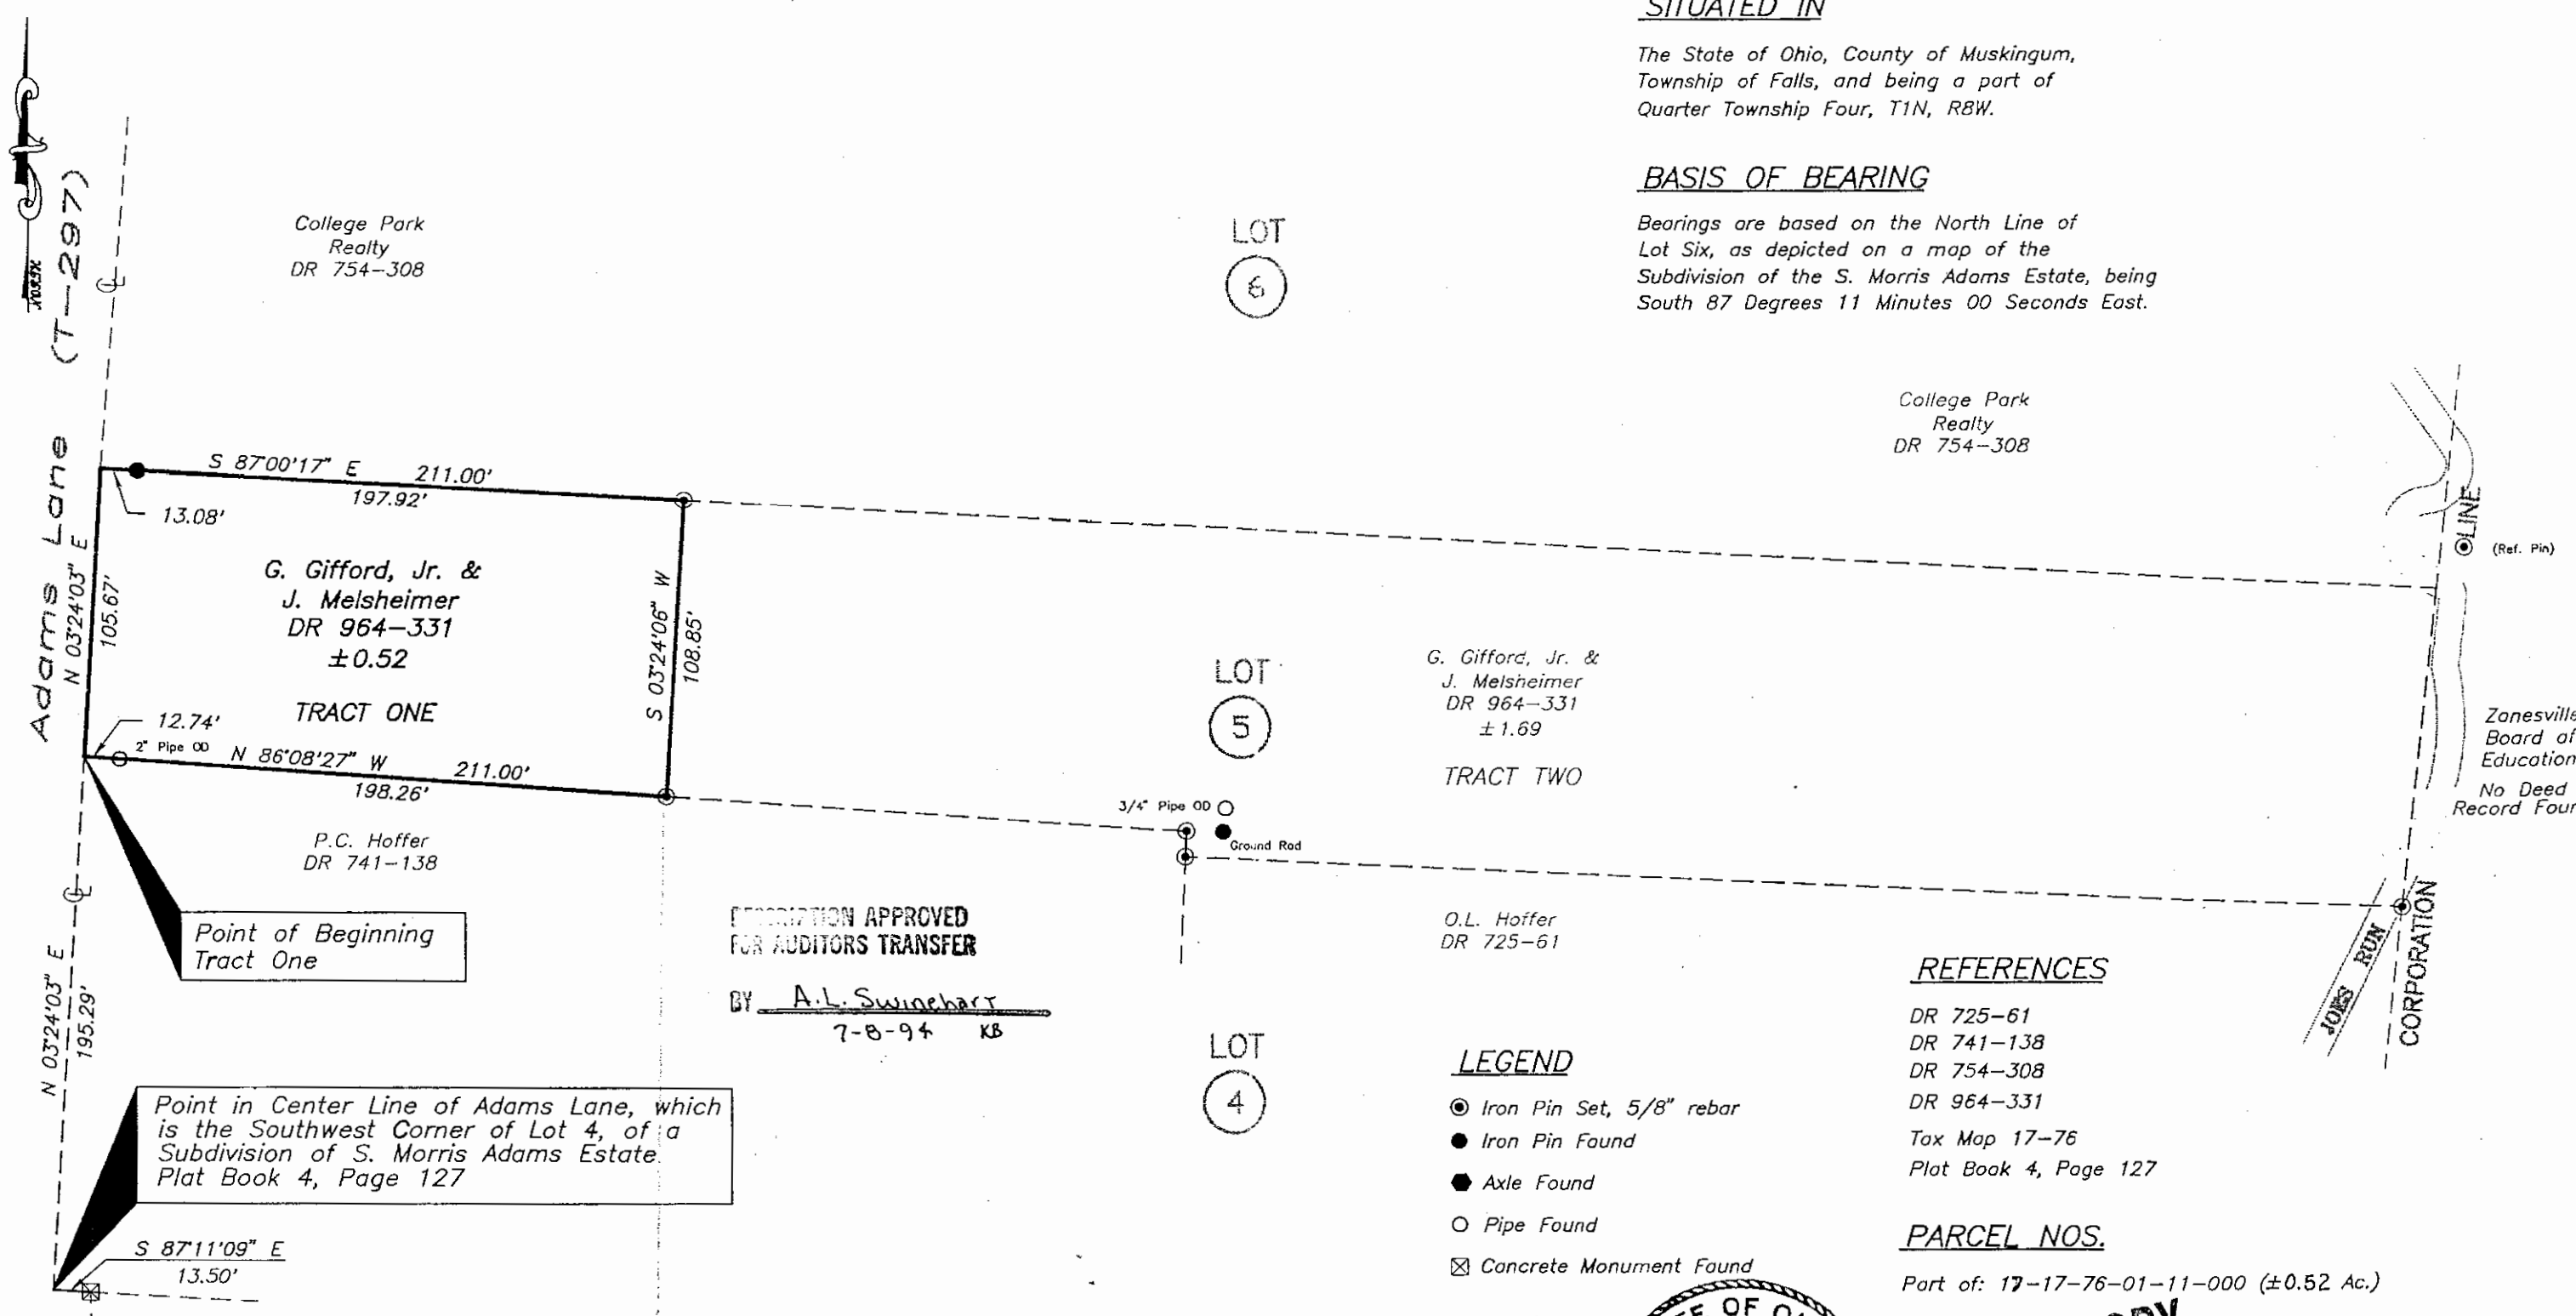 SITUATED IN
The State of Ohio, County of Muskingum,
Township of Falls, and being a part of
Quarter Township Four, T1N, R8W.
BASIS OF BEARING
Bearings are based on the North Line of
Lot Six, as depicted on a map of the
Subdivision of the S. Morris Adams Estate, being
South 87 Degrees 11 Minutes 00 Seconds East.
NORTH
Adams Lane (T-297)
College Park
Realty
DR 754-308
LOT
6
College Park
Realty
DR 754-308
S 87°00'17" E 211.00'
197.92'
13.08'
N 03°24'03" E
105.67'
G. Gifford, Jr. &
J. Melsheimer
DR 964-331
±0.52
TRACT ONE
S 03°24'06" W
108.85'
12.74'
2" Pipe OD
N 86°08'27" W 211.00'
198.26'
LOT
5
G. Gifford, Jr. &
J. Melsheimer
DR 964-331
±1.69
TRACT TWO
LINE
(Ref. Pin)
Zanesville
Board of
Education
No Deed
Record Foun
3/4" Pipe OD
Ground Rod
P.C. Hoffer
DR 741-138
Point of Beginning
Tract One
N 03°24'03" E
195.29'
DESCRIPTION APPROVED
FOR AUDITORS TRANSFER
BY A.L. Swinehart
7-8-94 KB
O.L. Hoffer
DR 725-61
JONES RUN
CORPORATION
LOT
4
Point in Center Line of Adams Lane, which
is the Southwest Corner of Lot 4, of a
Subdivision of S. Morris Adams Estate
Plat Book 4, Page 127
S 87°11'09" E
13.50'
LEGEND
Iron Pin Set, 5/8" rebar
Iron Pin Found
Axle Found
Pipe Found
Concrete Monument Found
REFERENCES
DR 725-61
DR 741-138
DR 754-308
DR 964-331
Tax Map 17-76
Plat Book 4, Page 127
PARCEL NOS.
Part of: 17-17-76-01-11-000 (±0.52 Ac.)
OF